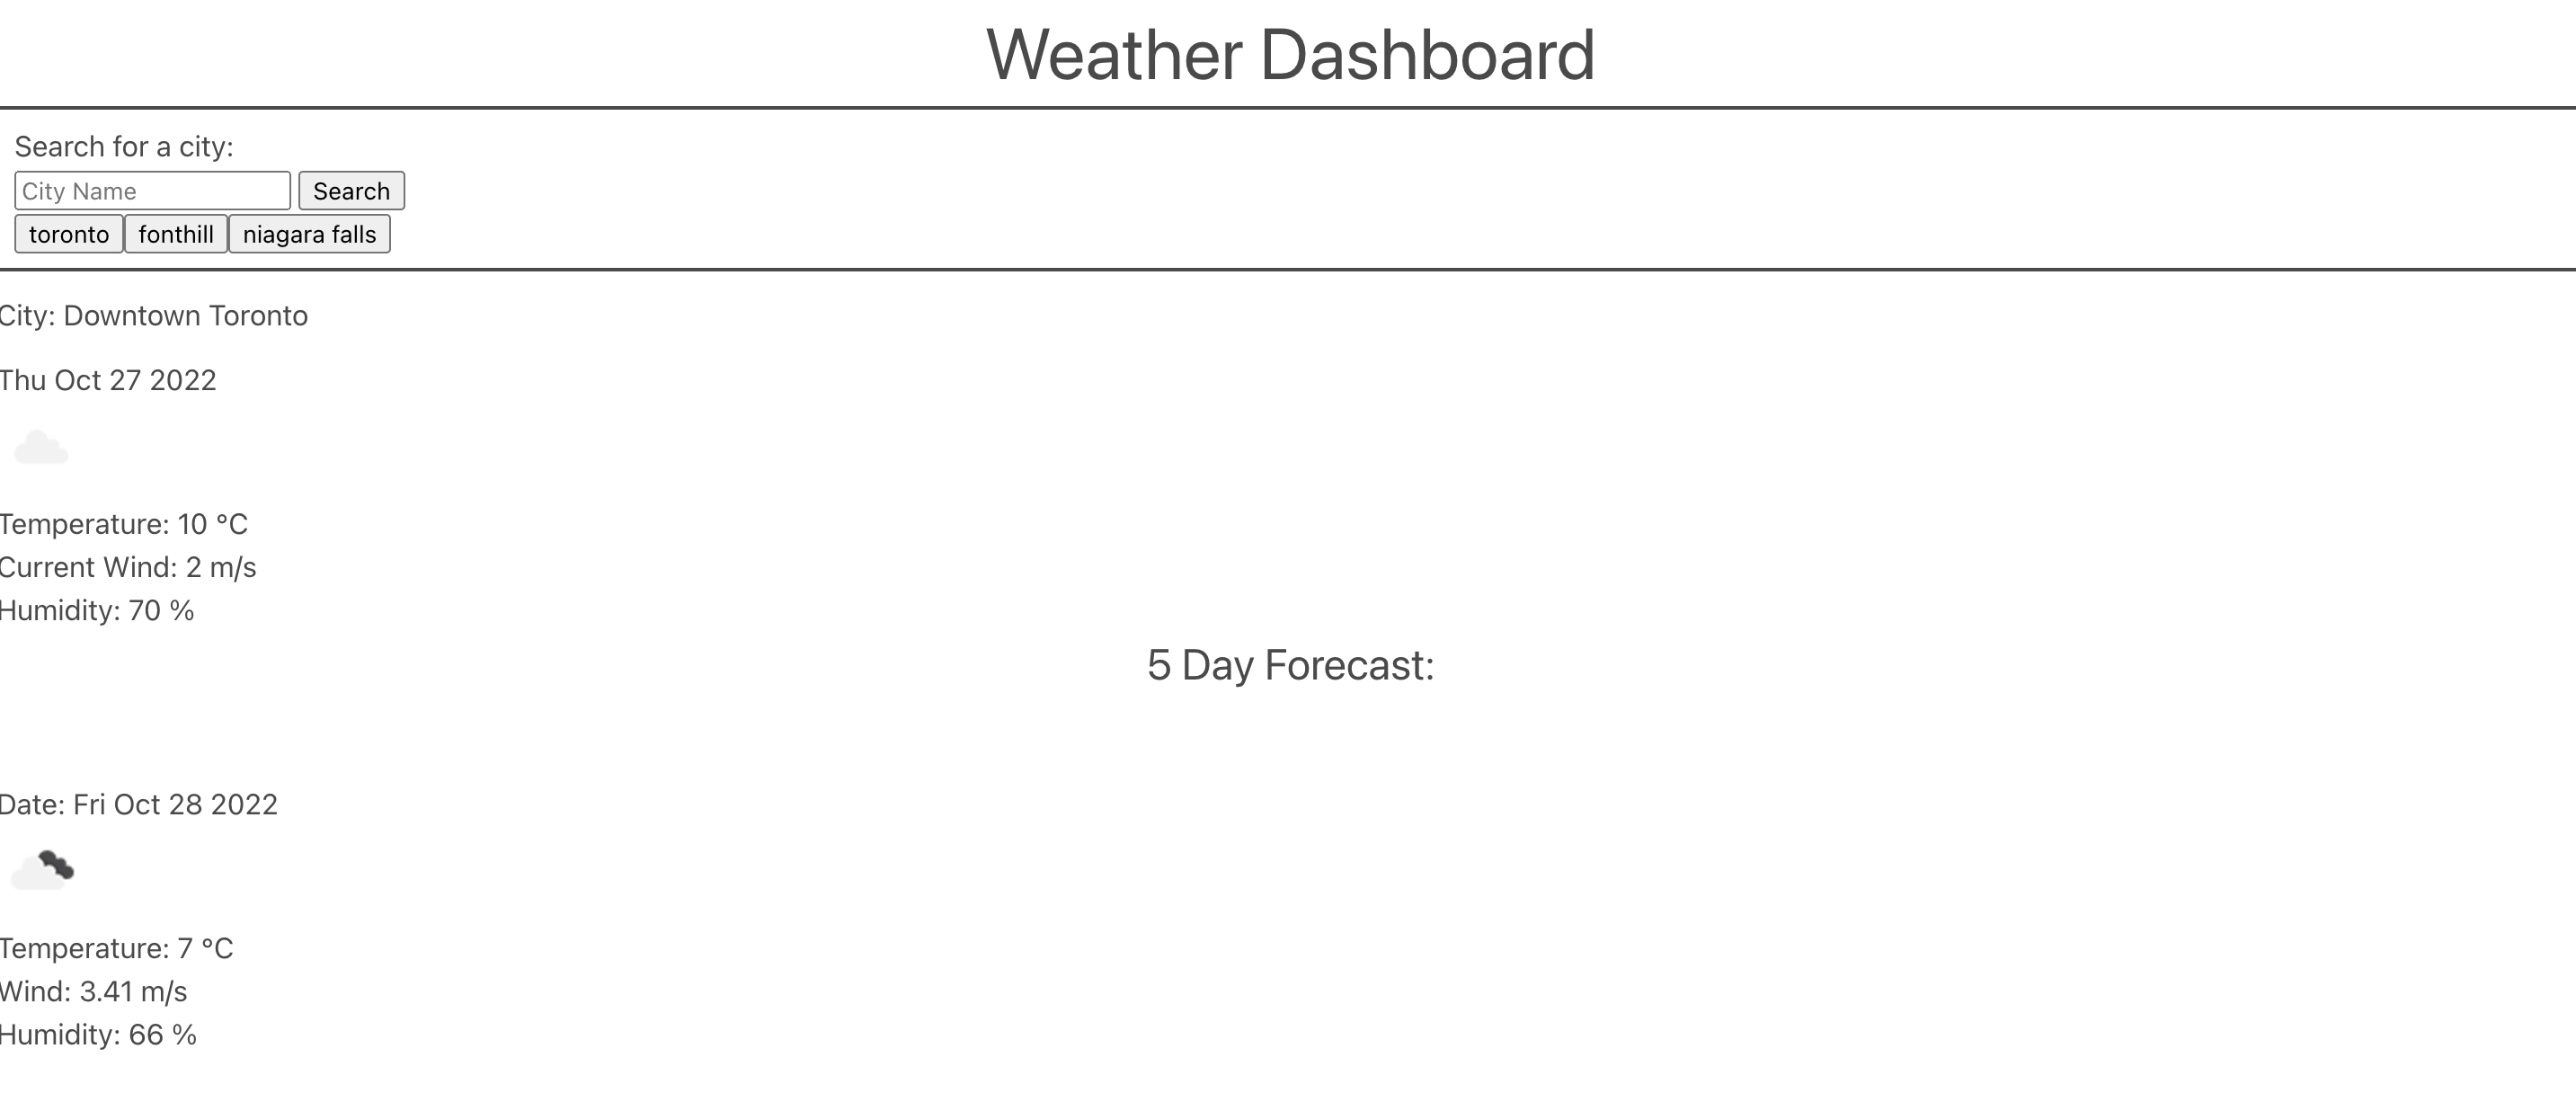 Weather Dashboard
Search for a city:
City Name Search
toronto fonthill niagara falls
City: Downtown Toronto
Thu Oct 27 2022
Temperature: 10 °C
Current Wind: 2 m/s
Humidity: 70 %
5 Day Forecast:
Date: Fri Oct 28 2022
Temperature: 7 °C
Wind: 3.41 m/s
Humidity: 66 %